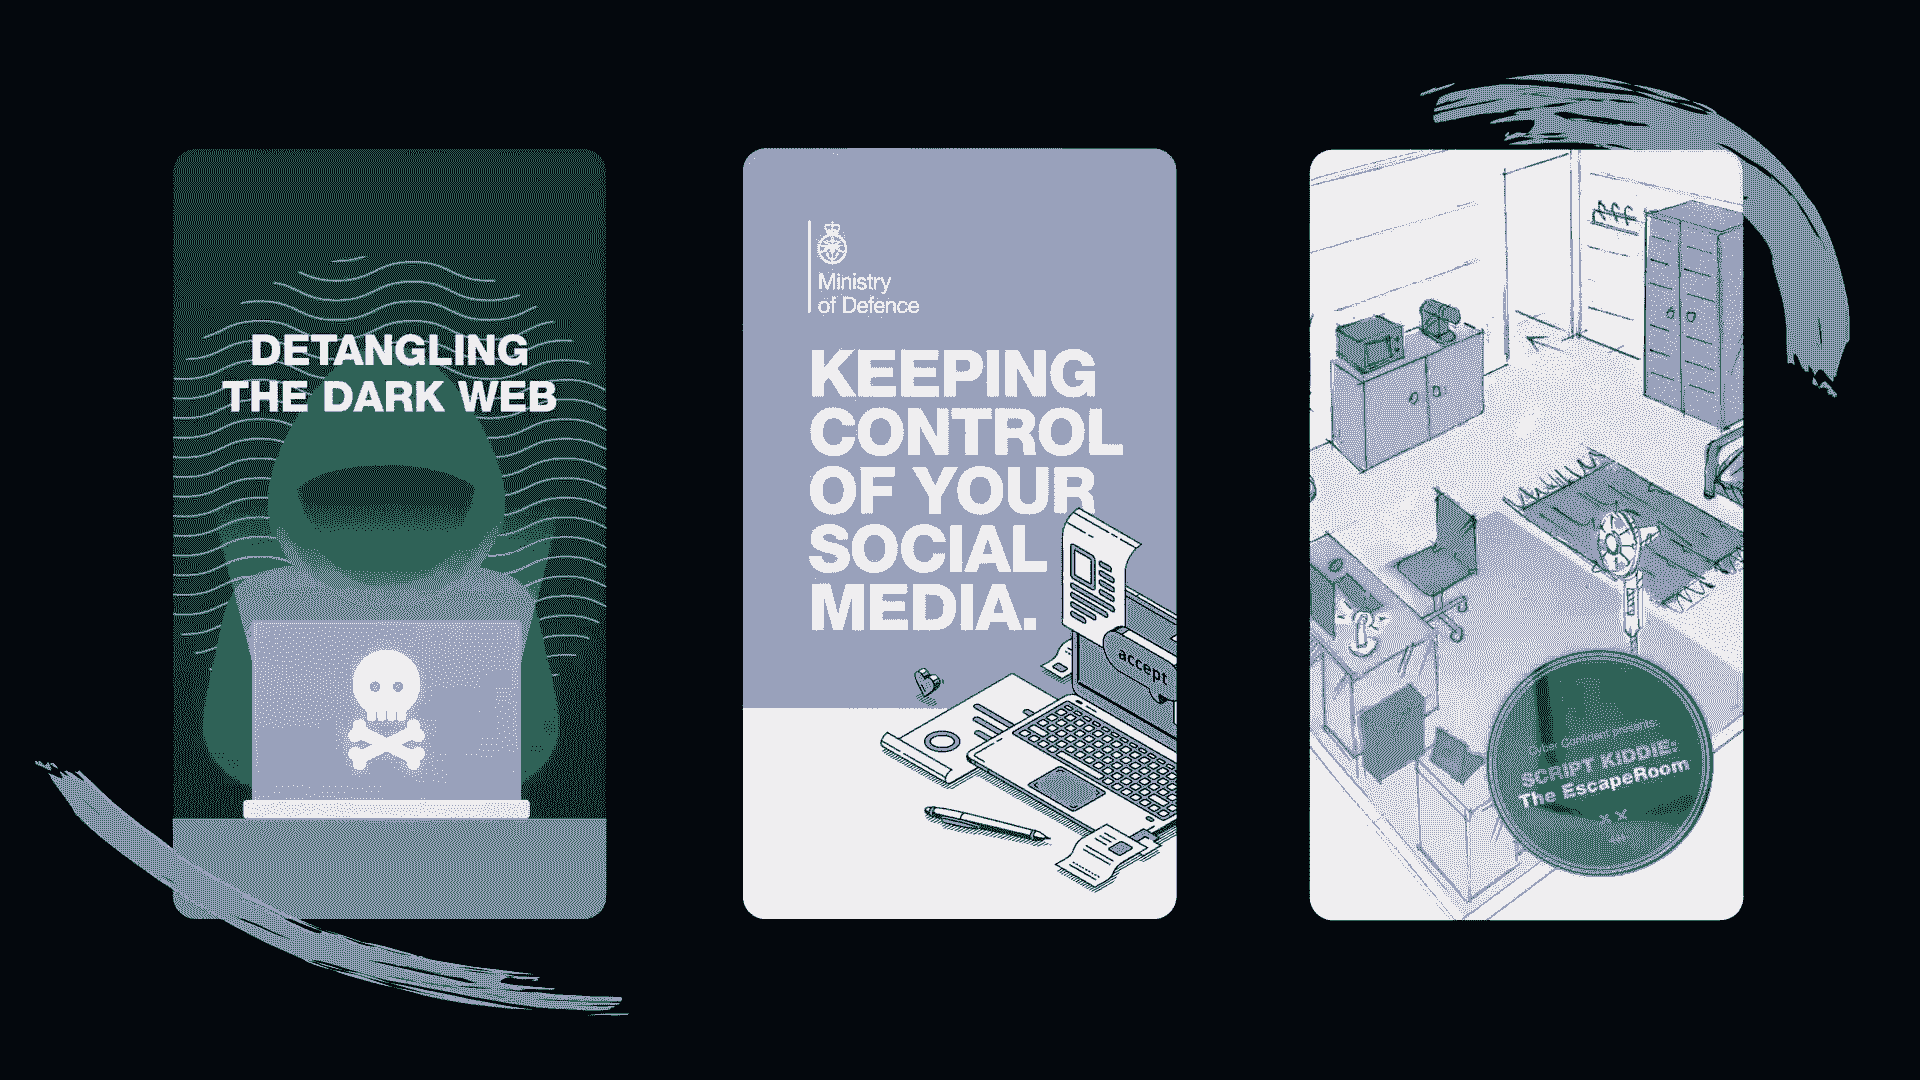 DETANGLING
THE DARK WEB
Ministry
of Defence
KEEPING
CONTROL
OF YOUR
SOCIAL
MEDIA.
accept
Cyber Confident presents:
SCRIPT KIDDIE:
The EscapeRoom